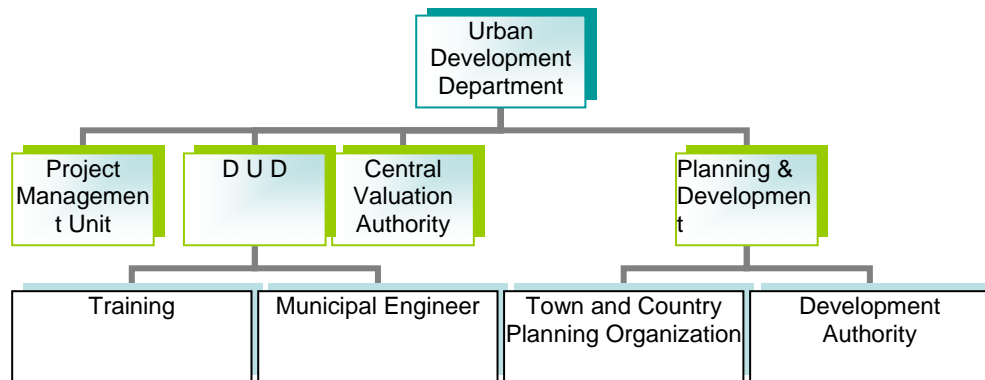 Urban
Development
Department
Project
Managemen
t Unit
D U D
Central
Valuation
Authority
Planning &
Developmen
t
Training
Municipal Engineer
Town and Country
Planning Organization
Development
Authority